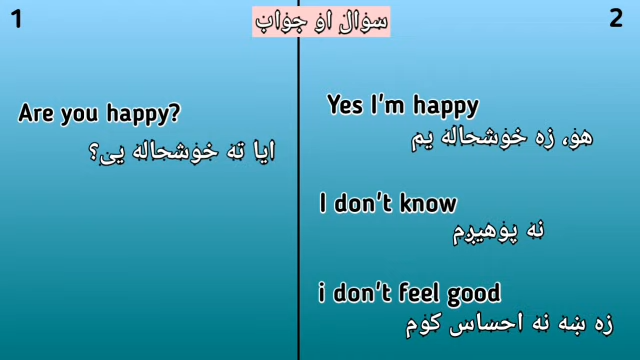 1
سؤال او جواب
2
Are you happy?
ایا ته خوشحاله یې؟
Yes I'm happy
هو، زه خوشحاله یم
I don't know
نه پوهیږم
i don't feel good
زه ښه نه احساس کوم